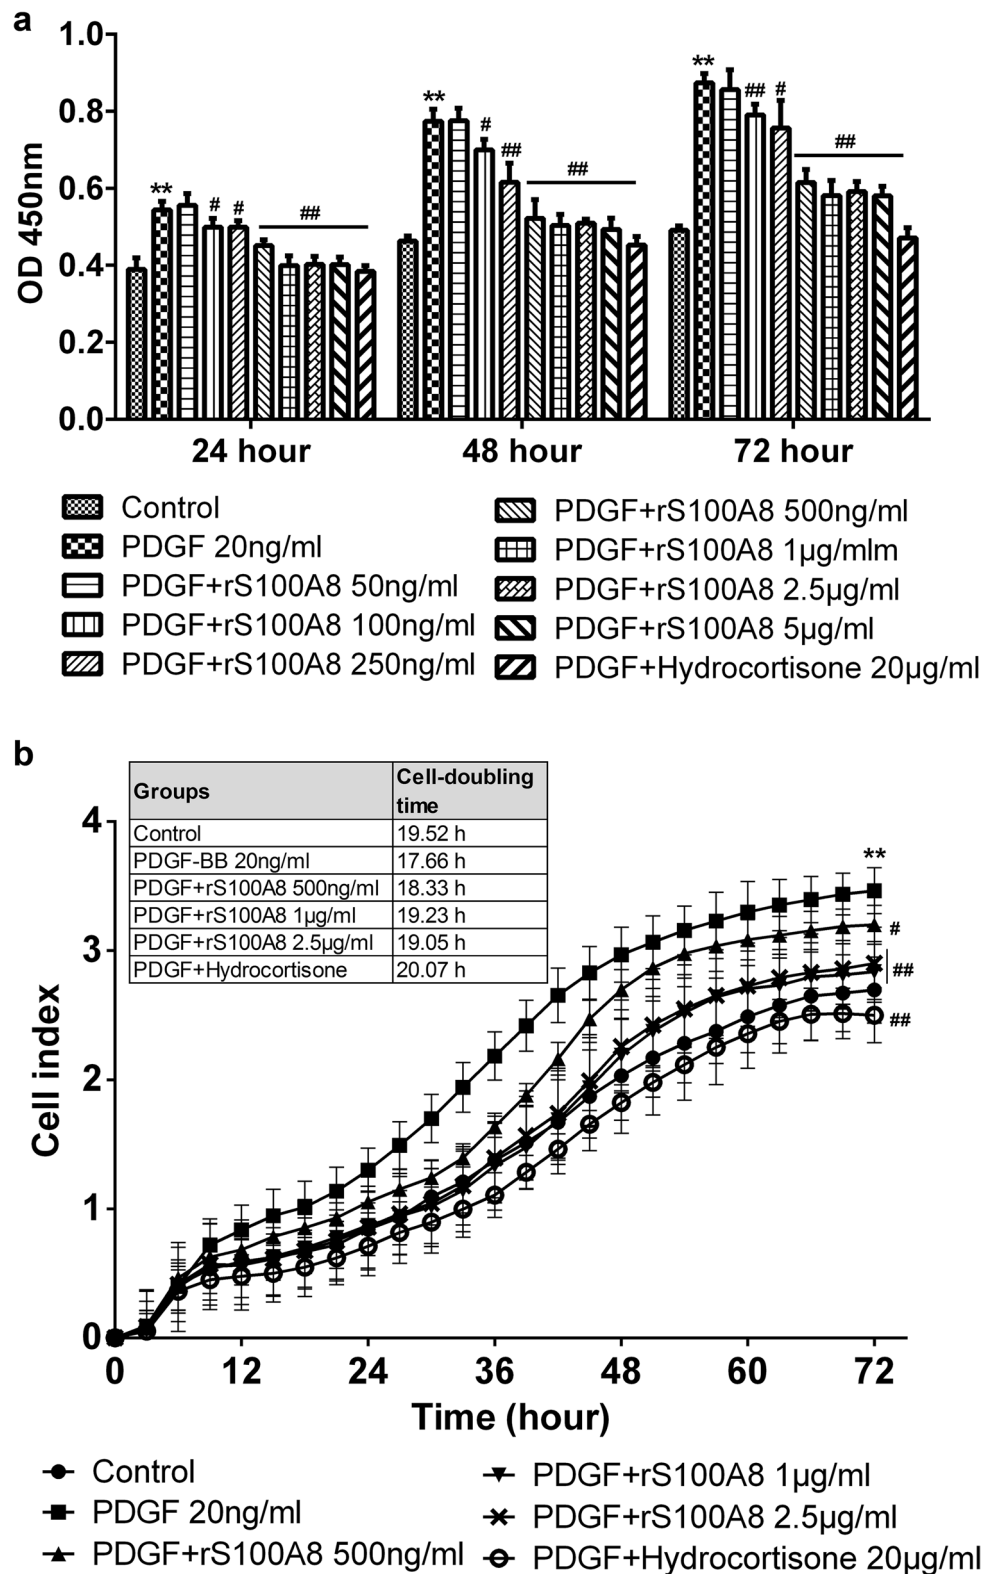 a
1.0
0.8
0.6
0.4
0.2
0.0
OD 450nm
** # # ##
** # ## ##
** ## # ##
24 hour 48 hour 72 hour
Control
PDGF 20ng/ml
PDGF+rS100A8 50ng/ml
PDGF+rS100A8 100ng/ml
PDGF+rS100A8 250ng/ml
PDGF+rS100A8 500ng/ml
PDGF+rS100A8 1µg/mlm
PDGF+rS100A8 2.5µg/ml
PDGF+rS100A8 5µg/ml
PDGF+Hydrocortisone 20µg/ml
b
Groups Cell-doubling
time
Control 19.52 h
PDGF-BB 20ng/ml 17.66 h
PDGF+rS100A8 500ng/ml 18.33 h
PDGF+rS100A8 1µg/ml 19.23 h
PDGF+rS100A8 2.5µg/ml 19.05 h
PDGF+Hydrocortisone 20.07 h
4
3
2
1
0
Cell index
**
#
##
##
0 12 24 36 48 60 72
Time (hour)
Control
PDGF 20ng/ml
PDGF+rS100A8 500ng/ml
PDGF+rS100A8 1µg/ml
PDGF+rS100A8 2.5µg/ml
PDGF+Hydrocortisone 20µg/ml